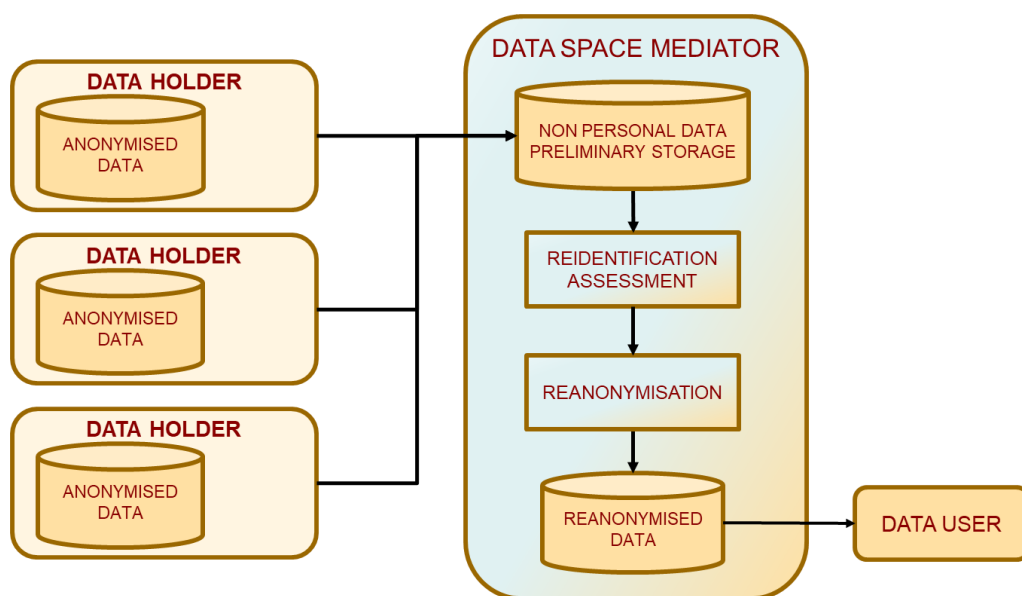 DATA HOLDER
ANONYMISED
DATA
DATA HOLDER
ANONYMISED
DATA
DATA HOLDER
ANONYMISED
DATA
DATA SPACE MEDIATOR
NON PERSONAL DATA
PRELIMINARY STORAGE
REIDENTIFICATION
ASSESSMENT
REANONYMISATION
REANONYMISED
DATA
DATA USER